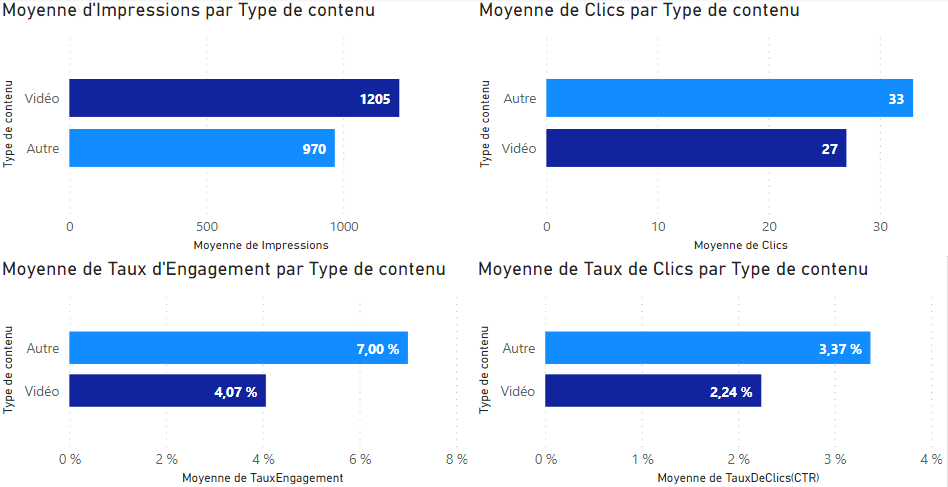 Moyenne d'Impressions par Type de contenu
Type de contenu
Vidéo
1205
Autre
970
0
500
1000
Moyenne de Impressions
Moyenne de Clics par Type de contenu
Type de contenu
Autre
33
Vidéo
27
0
10
20
30
Moyenne de Clics
Moyenne de Taux d'Engagement par Type de contenu
Type de contenu
Autre
7,00 %
Vidéo
4,07 %
0 %
2 %
4 %
6 %
8 %
Moyenne de TauxEngagement
Moyenne de Taux de Clics par Type de contenu
Type de contenu
Autre
3,37 %
Vidéo
2,24 %
0 %
1 %
2 %
3 %
4 %
Moyenne de TauxDeClics(CTR)